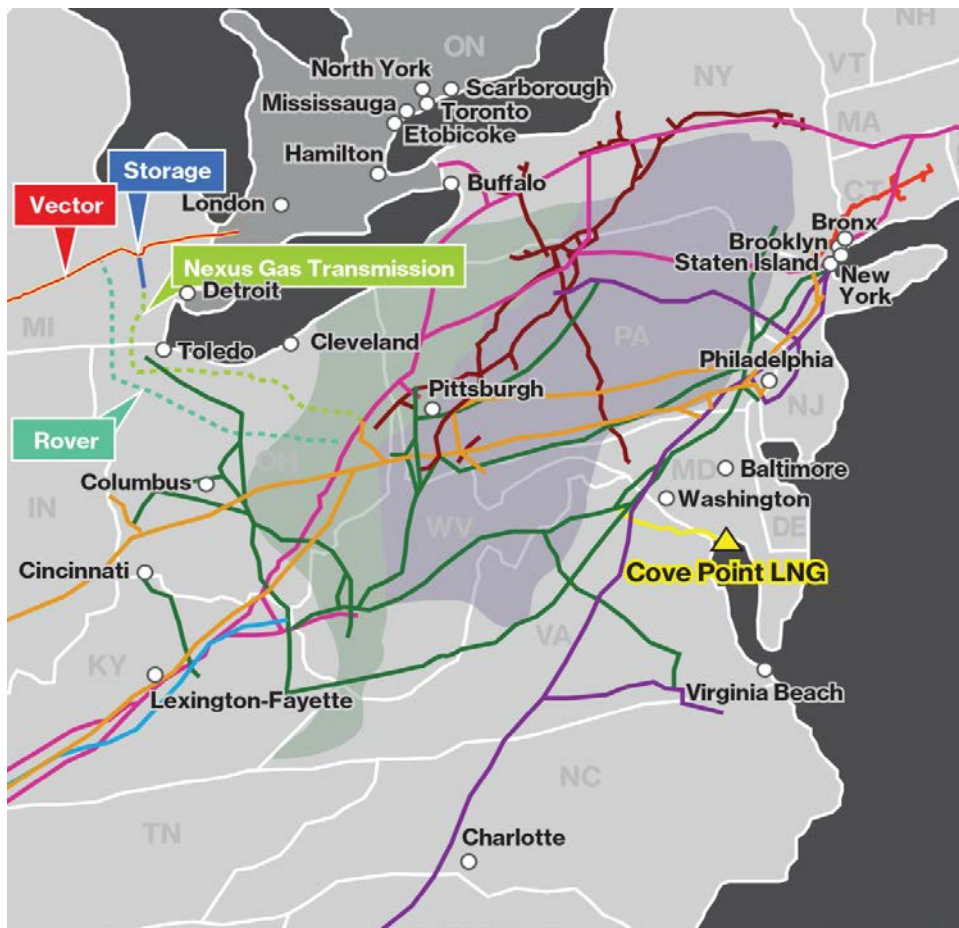 NH
ON
NY
VT
North York
Scarborough
Mississauga
Toronto
Etobicoke
MA
Hamilton
Storage
Buffalo
CT
Vector
London
Bronx
Brooklyn
Nexus Gas Transmission
Staten Island
New
York
Detroit
MI
PA
Cleveland
Toledo
Philadelphia
Pittsburgh
NJ
Rover
OH
MD
Baltimore
Columbus
Washington
IN
WV
DE
Cincinnati
Cove Point LNG
VA
KY
Lexington-Fayette
Virginia Beach
NC
TN
Charlotte